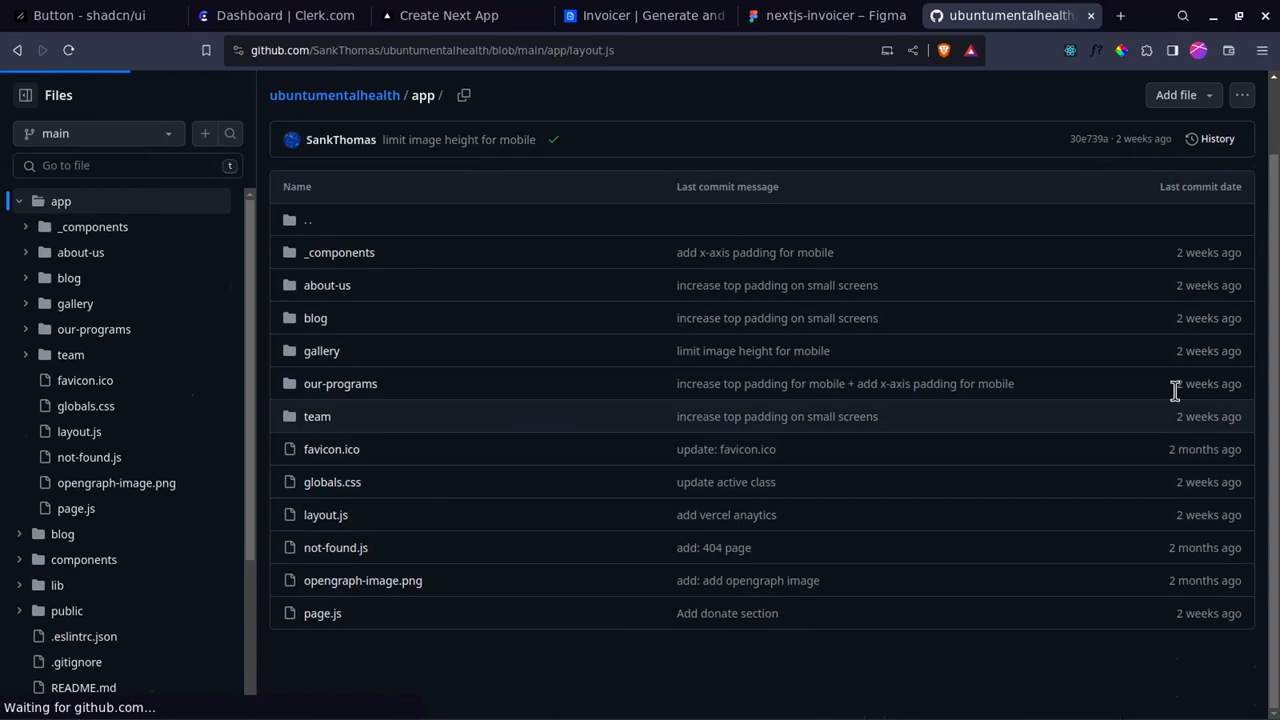 Button - shadcn/ui
Dashboard | Clerk.com
Create Next App
Invoicer | Generate and
nextjs-invoicer – Figma
ubuntumentalhealth
github.com/SankThomas/ubuntumentalhealth/blob/main/app/layout.js
Files
ubuntumentalhealth / app /
Add file
main
SankThomas limit image height for mobile
30e739a · 2 weeks ago
History
Go to file
t
Name
Last commit message
Last commit date
app
_components
about-us
blog
gallery
our-programs
team
favicon.ico
globals.css
layout.js
not-found.js
opengraph-image.png
page.js
blog
components
lib
public
.eslintrc.json
.gitignore
README.md
. .
_components add x-axis padding for mobile 2 weeks ago
about-us increase top padding on small screens 2 weeks ago
blog increase top padding on small screens 2 weeks ago
gallery limit image height for mobile 2 weeks ago
our-programs increase top padding for mobile + add x-axis padding for mobile 2 weeks ago
team increase top padding on small screens 2 weeks ago
favicon.ico update: favicon.ico 2 months ago
globals.css update active class 2 weeks ago
layout.js add vercel anaytics 2 weeks ago
not-found.js add: 404 page 2 months ago
opengraph-image.png add: add opengraph image 2 months ago
page.js Add donate section 2 weeks ago
Waiting for github.com...